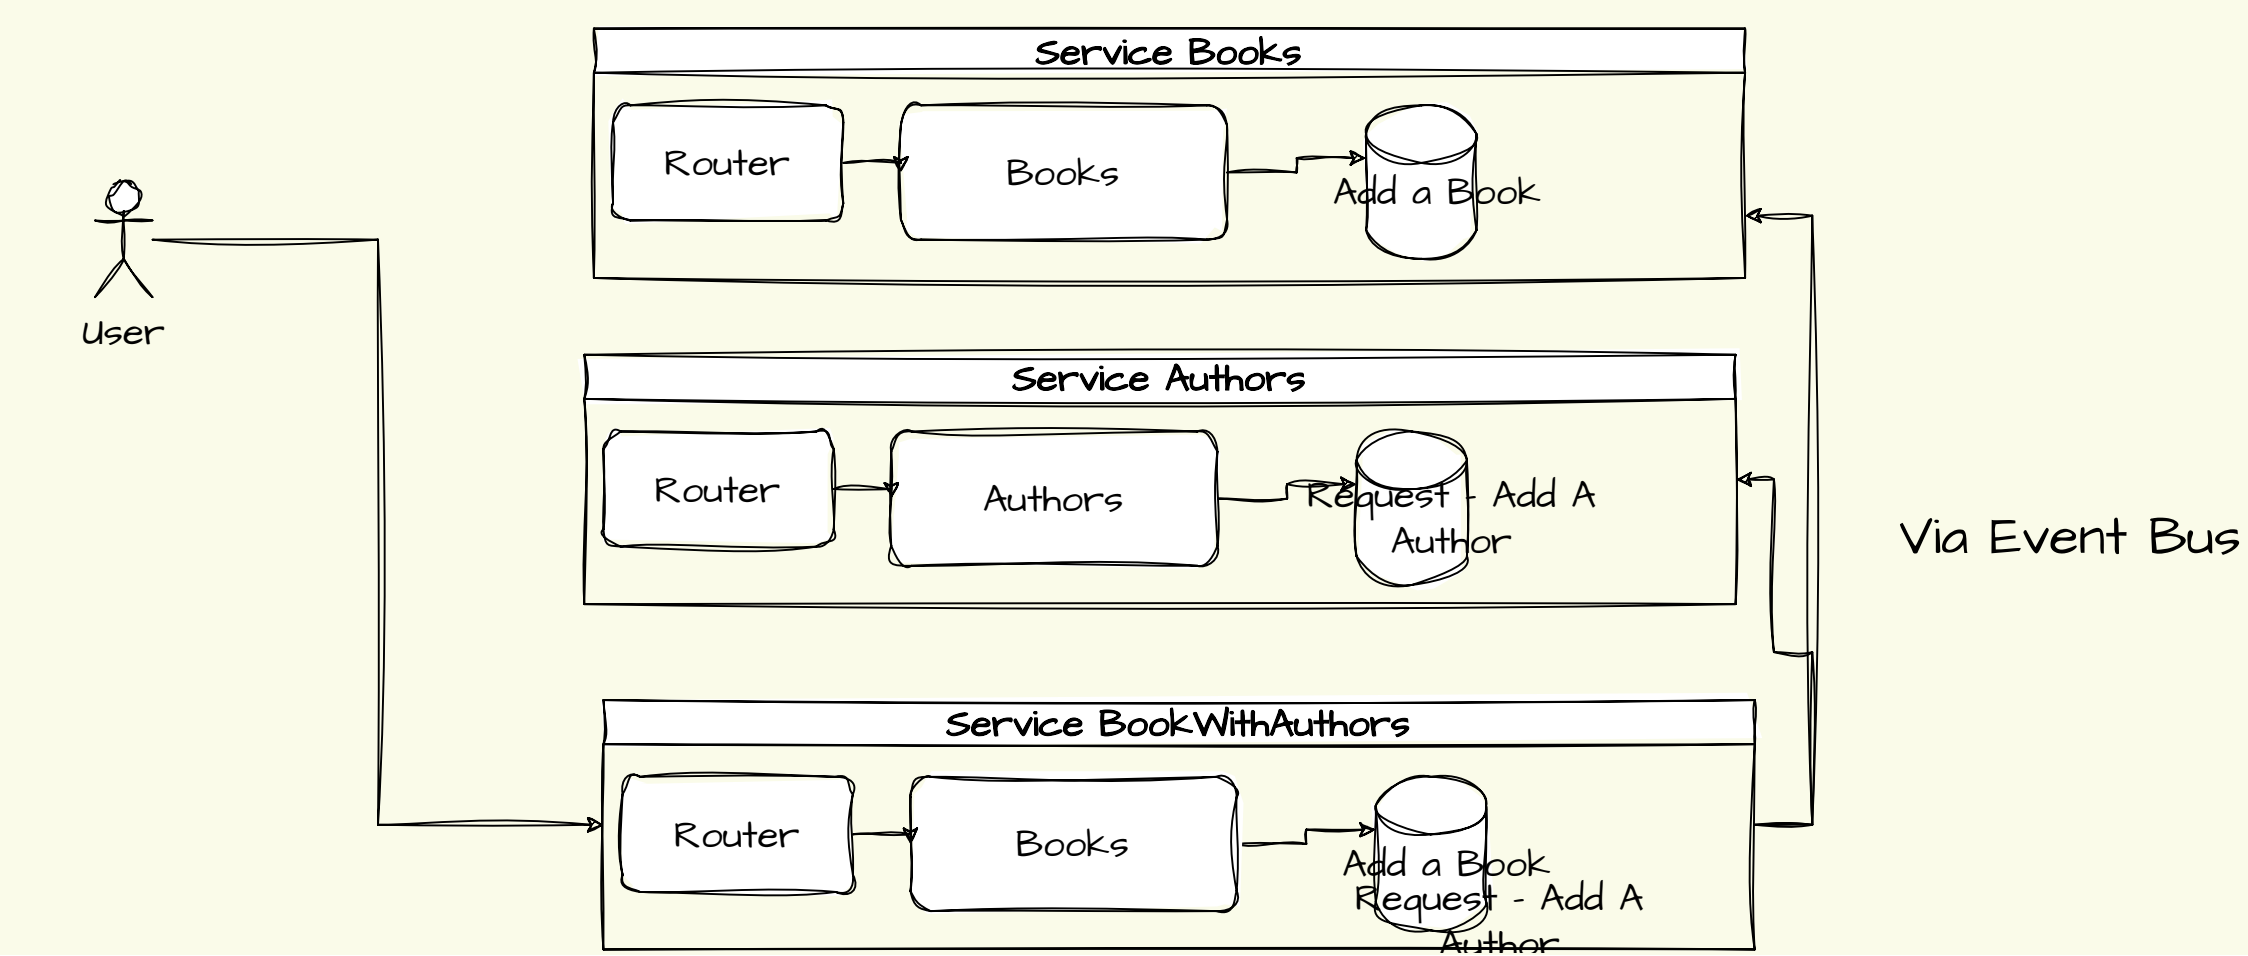 Service Books
Router
Books
Add a Book
User
Service Authors
Router
Authors
Request - Add A
Author
Via Event Bus
Service BookWithAuthors
Router
Books
Add a Book
Request - Add A
Author